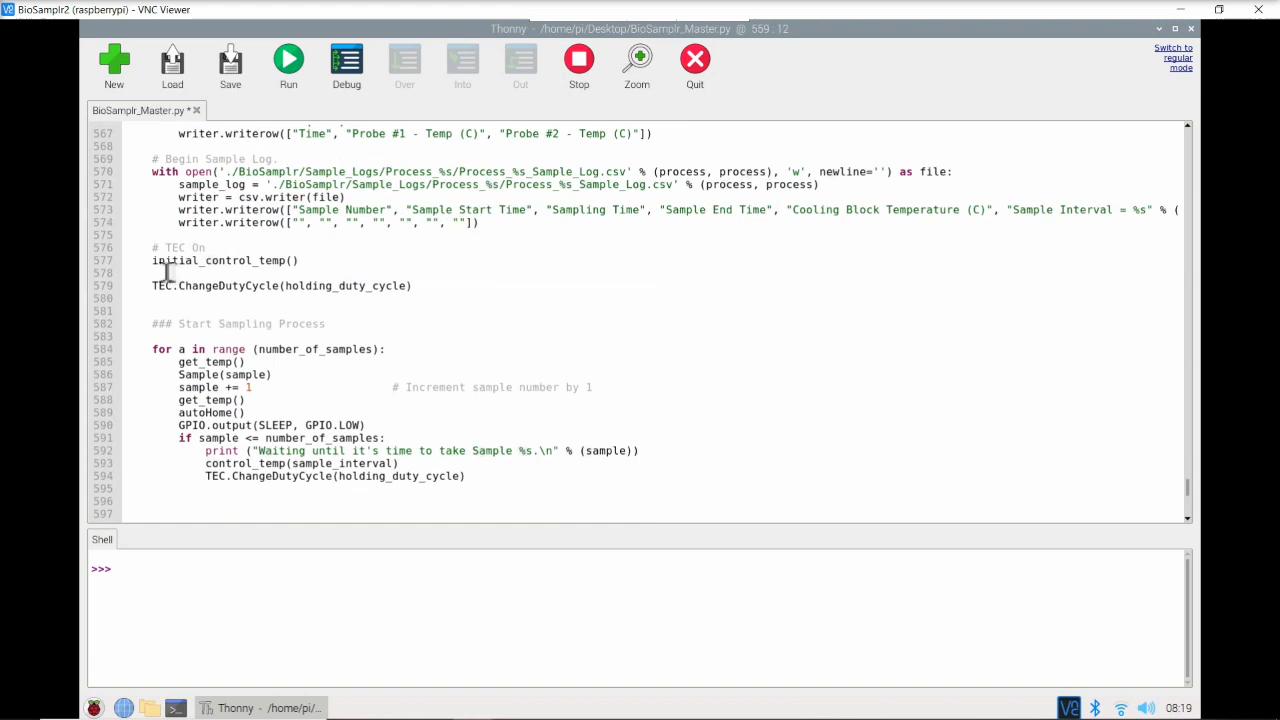 BioSamplr2 (raspberrypi) - VNC Viewer
Thonny - /home/pi/Desktop/BioSamplr_Master.py @ 559 : 12
New Load Save Run Debug Over Into Out Stop Zoom Quit
Switch to
regular
mode
BioSamplr_Master.py *
567 writer.writerow(["Time", "Probe #1 - Temp (C)", "Probe #2 - Temp (C)"])
568
569 # Begin Sample Log.
570 with open('./BioSamplr/Sample_Logs/Process_%s/Process_%s_Sample_Log.csv' % (process, process), 'w', newline='') as file:
571 sample_log = './BioSamplr/Sample_Logs/Process_%s/Process_%s_Sample_Log.csv' % (process, process)
572 writer = csv.writer(file)
573 writer.writerow(["Sample Number", "Sample Start Time", "Sampling Time", "Sample End Time", "Cooling Block Temperature (C)", "Sample Interval = %s" % (
574 writer.writerow(["", "", "", "", "", "", ""])
575
576 # TEC On
577 initial_control_temp()
578
579 TEC.ChangeDutyCycle(holding_duty_cycle)
580
581
582 ### Start Sampling Process
583
584 for a in range (number_of_samples):
585 get_temp()
586 Sample(sample)
587 sample += 1 # Increment sample number by 1
588 get_temp()
589 autoHome()
590 GPIO.output(SLEEP, GPIO.LOW)
591 if sample <= number_of_samples:
592 print ("Waiting until it's time to take Sample %s.\n" % (sample))
593 control_temp(sample_interval)
594 TEC.ChangeDutyCycle(holding_duty_cycle)
595
596
597
Shell
>>>
Thonny - /home/pi/... 08:19